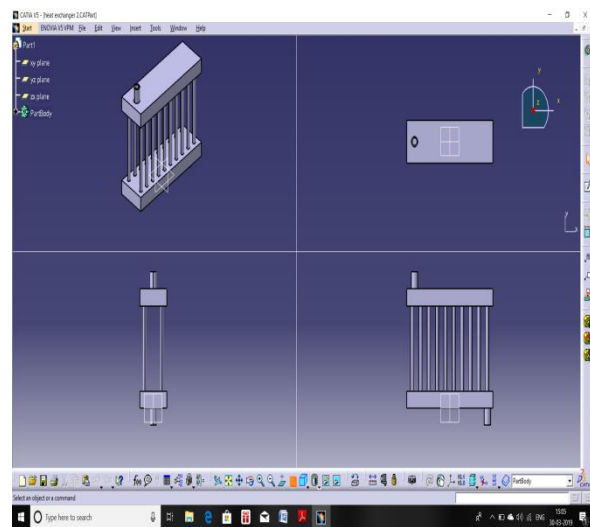 CATIA V5 - [heat exchanger 2.CATPart]
Start ENOVIA V5 VPM File Edit View Insert Tools Window Help
Part1
xy plane
yz plane
zx plane
PartBody
y
x
z
y
x
PartBody
Select an object or a command
Type here to search
ENG
15:05
30-03-2019